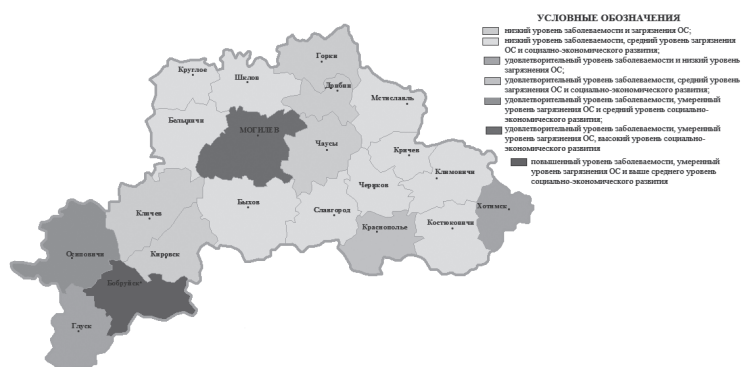 УСЛОВНЫЕ ОБОЗНАЧЕНИЯ
низкий уровень заболеваемости и загрязнения ОС;
низкий уровень заболеваемости, средний уровень загрязнения
ОС и социально-экономического развития;
удовлетворительный уровень заболеваемости и низкий уровень
загрязнения ОС;
удовлетворительный уровень заболеваемости, средний уровень
загрязнения ОС и социально-экономического развития;
удовлетворительный уровень заболеваемости, умеренный
уровень загрязнения ОС и средний уровень социально-
экономического развития;
удовлетворительный уровень заболеваемости, умеренный
уровень загрязнения ОС, высокий уровень социально-
экономического развития
повышенный уровень заболеваемости, умеренный
уровень загрязнения ОС и выше среднего уровень
социально-экономического развития
Горки
Круглое
Шклов
Дрибин
Мстиславль
Белыничи
МОГИЛЕВ
Чаусы
Кричев
Климовичи
Чериков
Хотимск
Кличев
Быхов
Славгород
Краснополье
Костюковичи
Осиповичи
Кировск
Бобруйск
Глуск